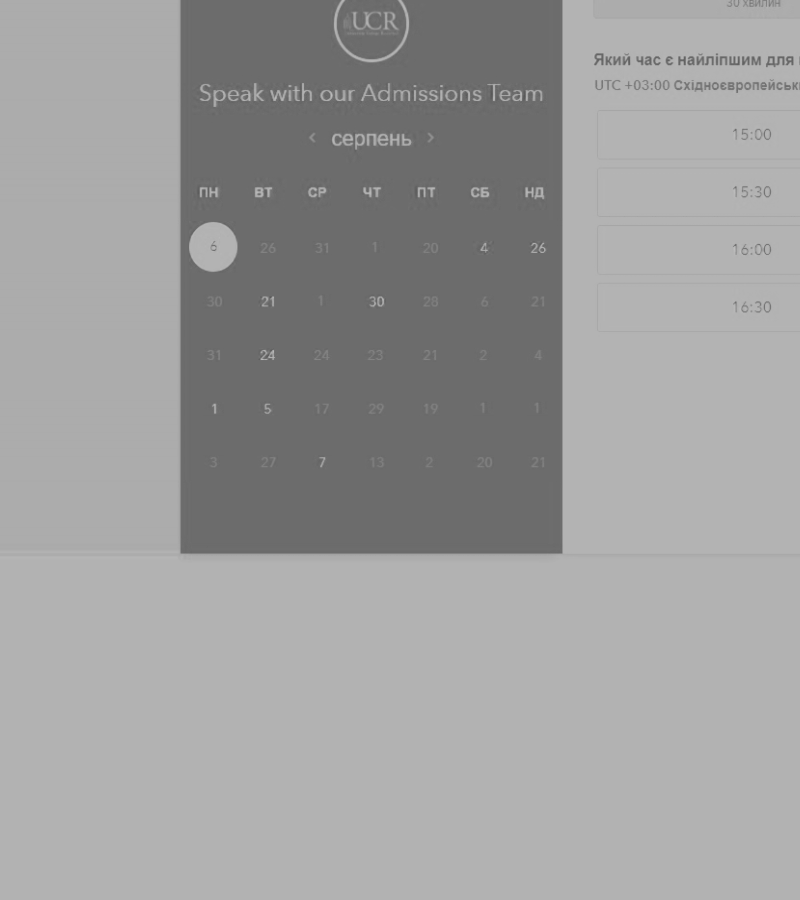 UCR
Speak with our Admissions Team
< серпень >
ПН ВТ СР ЧТ ПТ СБ НД
6 26 31 1 20 4 26
30 21 1 30 28 6 21
31 24 24 23 21 2 4
1 5 17 29 19 1 1
3 27 7 13 2 20 21
30 хвилин
Який час є найліпшим для
UTC +03:00 Східноєвропейськ
15:00
15:30
16:00
16:30